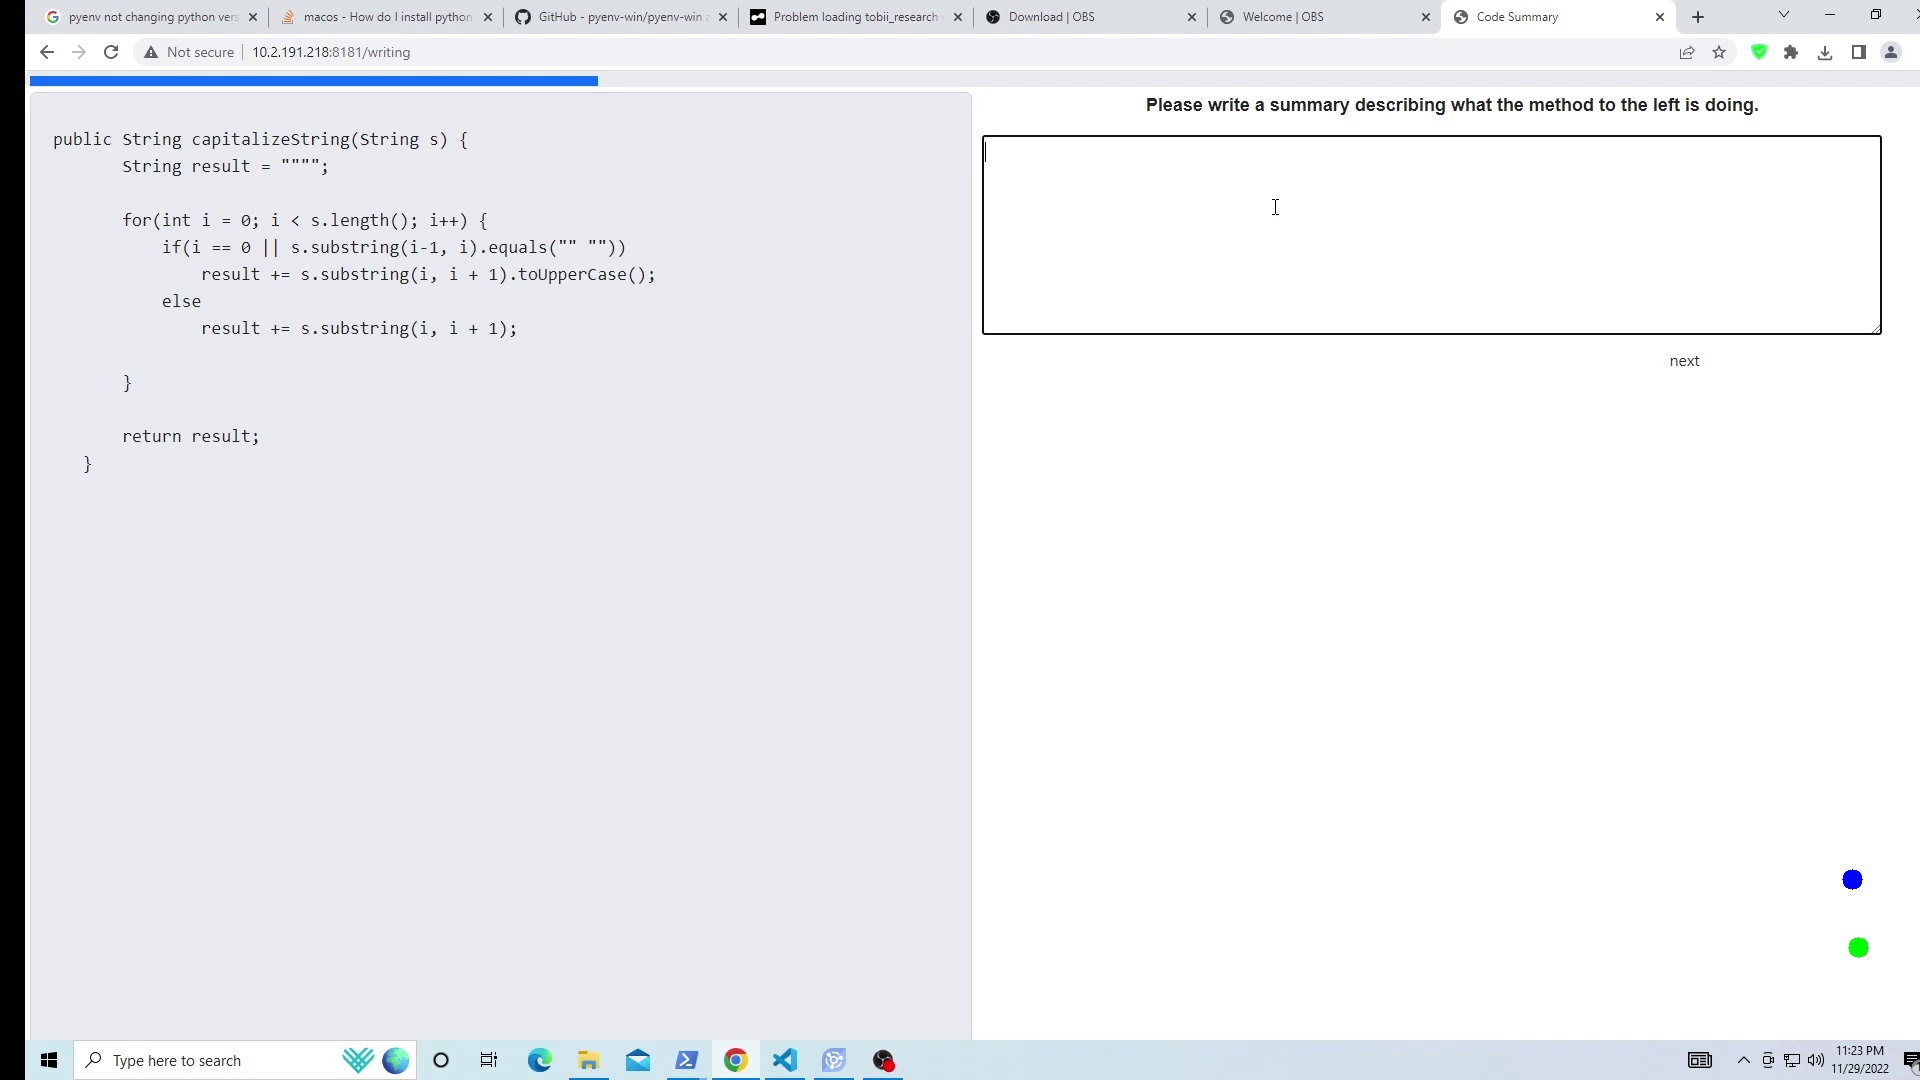 pyenv not changing python vers
macos - How do I install python
GitHub - pyenv-win/pyenv-win
Problem loading tobii_research
Download | OBS
Welcome | OBS
Code Summary
Not secure
10.2.191.218:8181/writing
public String capitalizeString(String s) {
String result = """";
for(int i = 0; i < s.length(); i++) {
if(i == 0 || s.substring(i-1, i).equals("" ""))
result += s.substring(i, i + 1).toUpperCase();
else
result += s.substring(i, i + 1);
}
return result;
}
Please write a summary describing what the method to the left is doing.
next
Type here to search
11:23 PM
11/29/2022